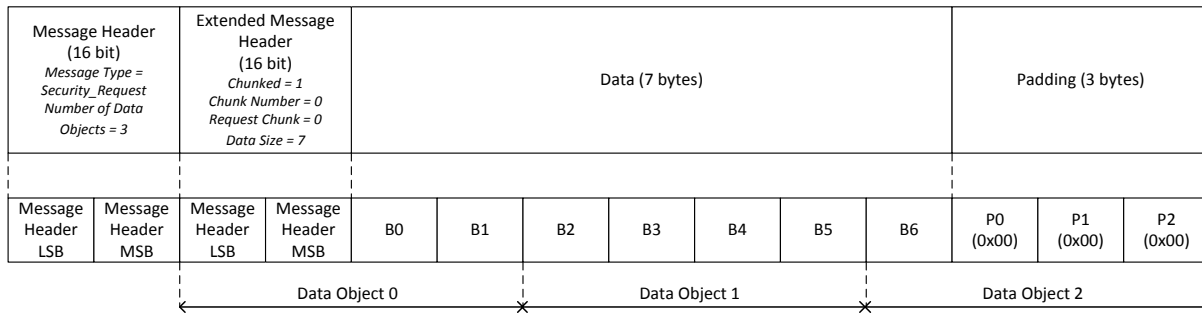 Message Header
(16 bit)
Message Type =
Security_Request
Number of Data
Objects = 3
Extended Message
Header
(16 bit)
Chunked = 1
Chunk Number = 0
Request Chunk = 0
Data Size = 7
Data (7 bytes)
Padding (3 bytes)
Message
Header
LSB
Message
Header
MSB
Message
Header
LSB
Message
Header
MSB
B0
B1
B2
B3
B4
B5
B6
P0
(0x00)
P1
(0x00)
P2
(0x00)
Data Object 0
Data Object 1
Data Object 2